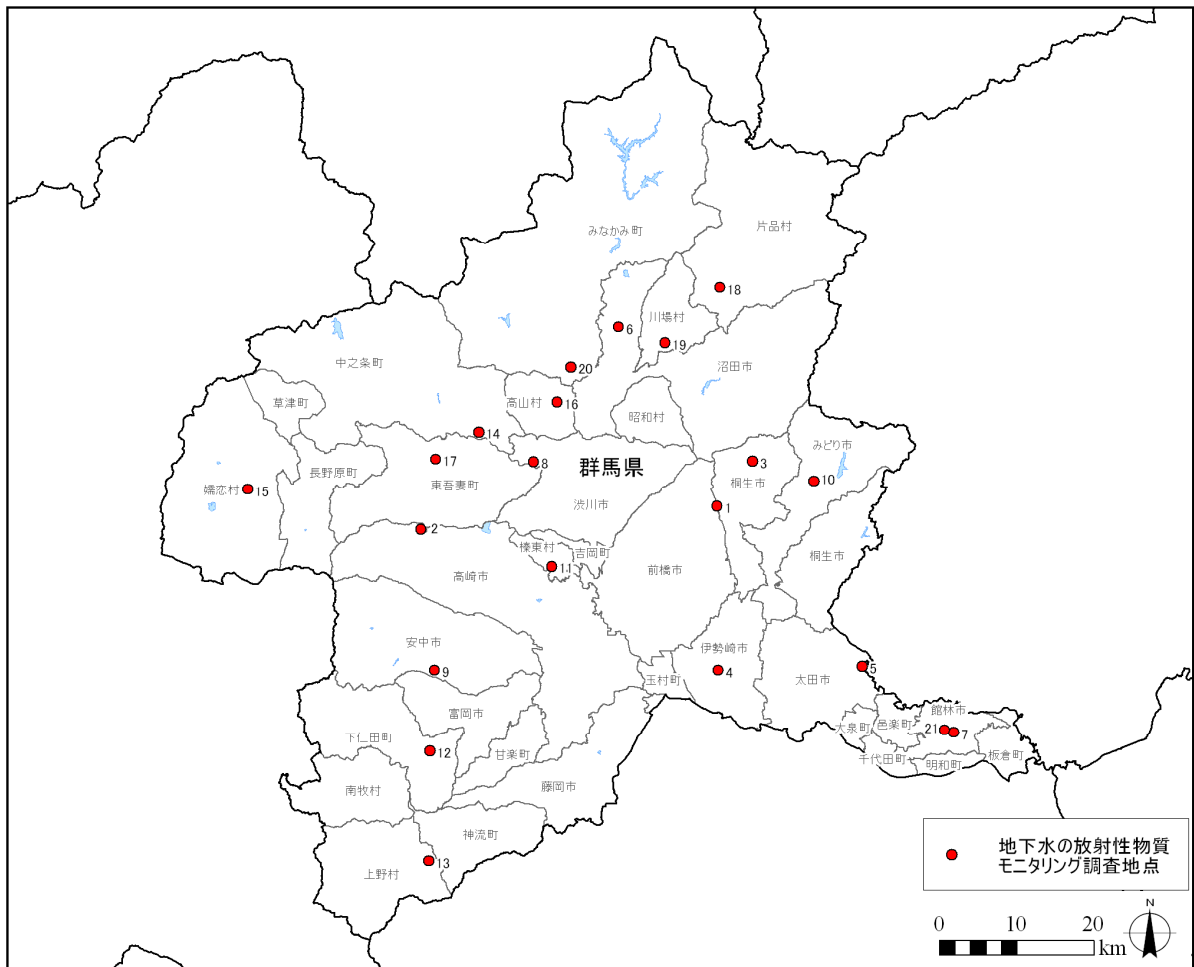 みなかみ町
片品村
18
川場村
6
19
中之条町
沼田市
20
草津町
高山村
16
昭和村
14
みどり市
17
8
群馬県
3
長野原町
東吾妻町
桐生市
10
嬬恋村
15
渋川市
1
2
榛東村
吉岡町
桐生市
高崎市
11
前橋市
安中市
伊勢崎市
9
4
5
玉村町
太田市
富岡市
館林市
大泉町
邑楽町
21
7
下仁田町
12
甘楽町
千代田町
明和町
板倉町
南牧村
藤岡市
神流町
13
上野村
地下水の放射性物質
モニタリング調査地点
N
0 10 20
km